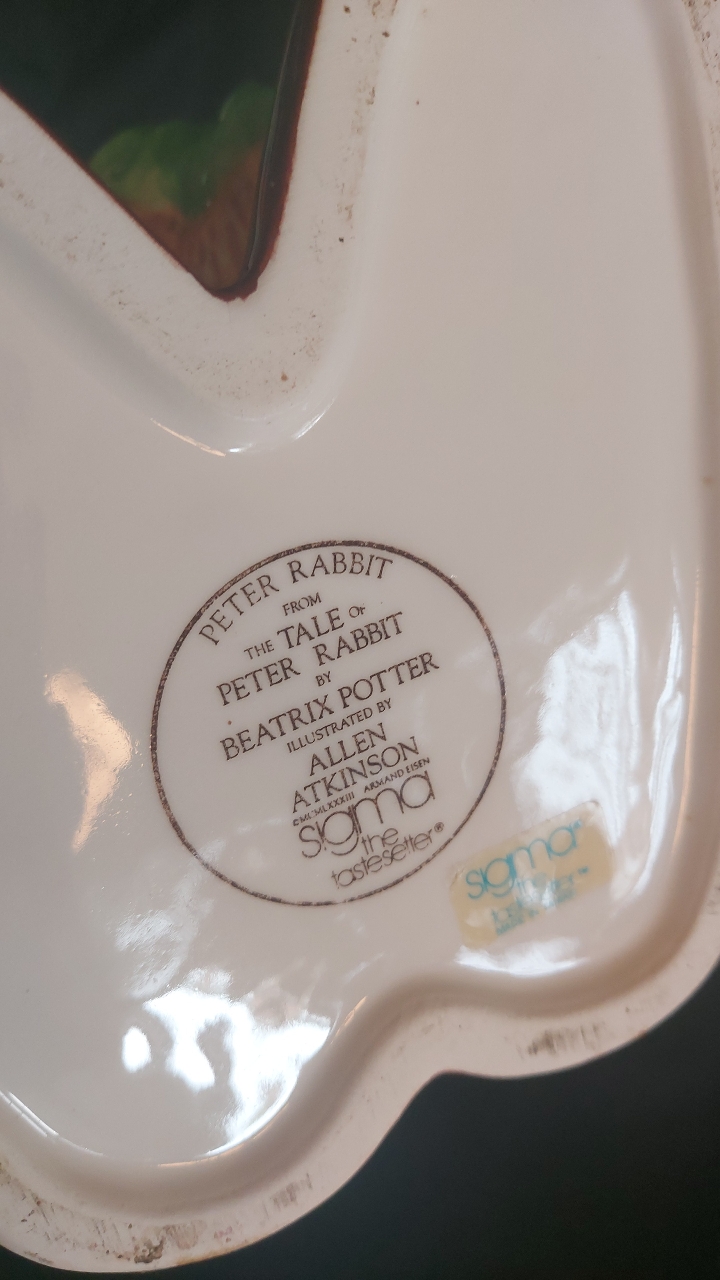 PETER RABBIT
FROM
THE TALE OF
PETER RABBIT
BY
BEATRIX POTTER
ILLUSTRATED BY
ALLEN
ATKINSON
©MCMLXXXIII ARMAND EISEN
sigma
the
tastesetter®
sigma
the